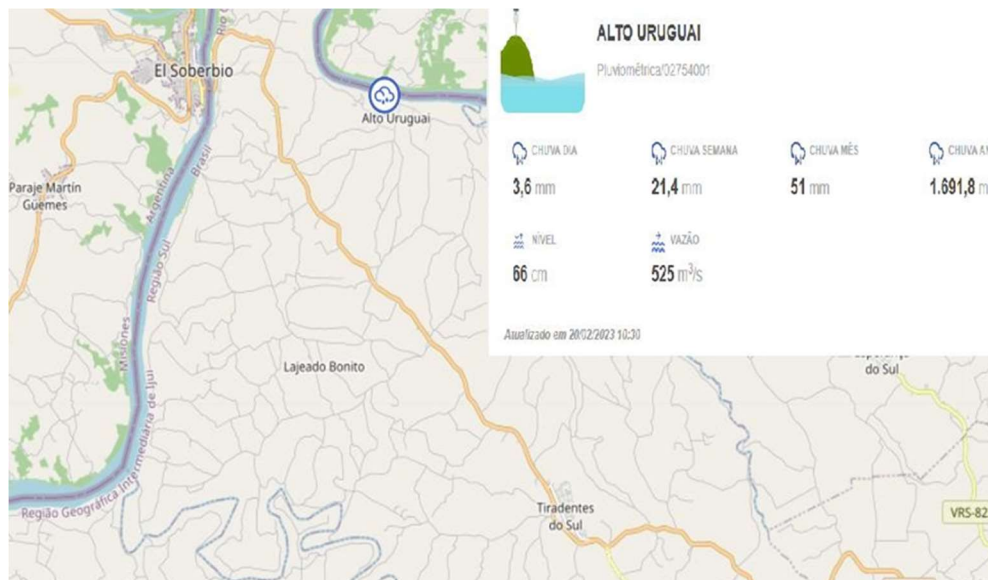 El Soberbio
Rio
Alto Uruguai
Paraje Martín
Güemes
Argentina
Brasil
Misiones
Região Sul
Região Geográfica Intermediária de Ijuí
Lajeado Bonito
Tiradentes
do Sul
do Sul
VRS-82
ALTO URUGUAI
Pluviométrica/02754001
CHUVA DIA
3,6 mm
CHUVA SEMANA
21,4 mm
CHUVA MÊS
51 mm
CHUVA
1.691,8
NÍVEL
66 cm
VAZÃO
525 m³/s
Atualizado em 20/02/2023 10:30